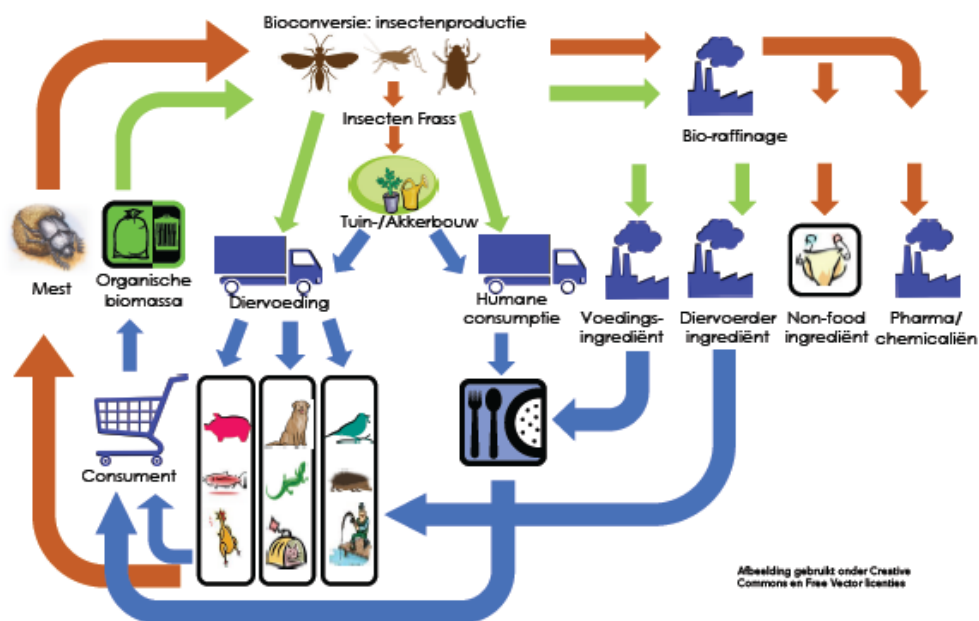 Bioconversie: insectenproductie
Insecten Frass
Bio-raffinage
Tuin-/Akkerbouw
Mest
Organische
biomassa
Diervoeding
Humane
consumptie
Voedings-
ingrediënt
Diervoerder
ingrediënt
Non-food
ingrediënt
Pharma/
chemicaliën
Consument
Afbeelding gebruikt onder Creative
Commons en Free Vector licenties